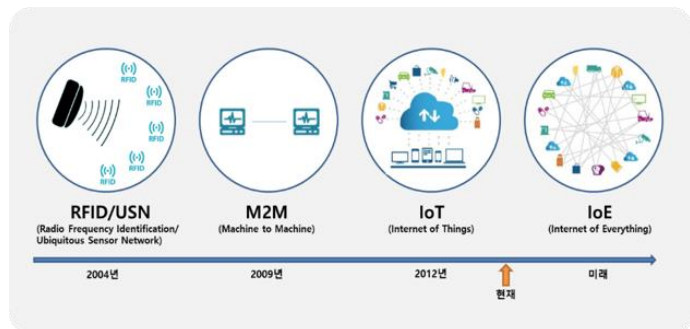 RFID
RFID
RFID
RFID
RFID
RFID/USN
(Radio Frequency Identification/
Ubiquitous Sensor Network)
M2M
(Machine to Machine)
IoT
(Internet of Things)
IoE
(Internet of Everything)
2004년
2009년
2012년
미래
현재